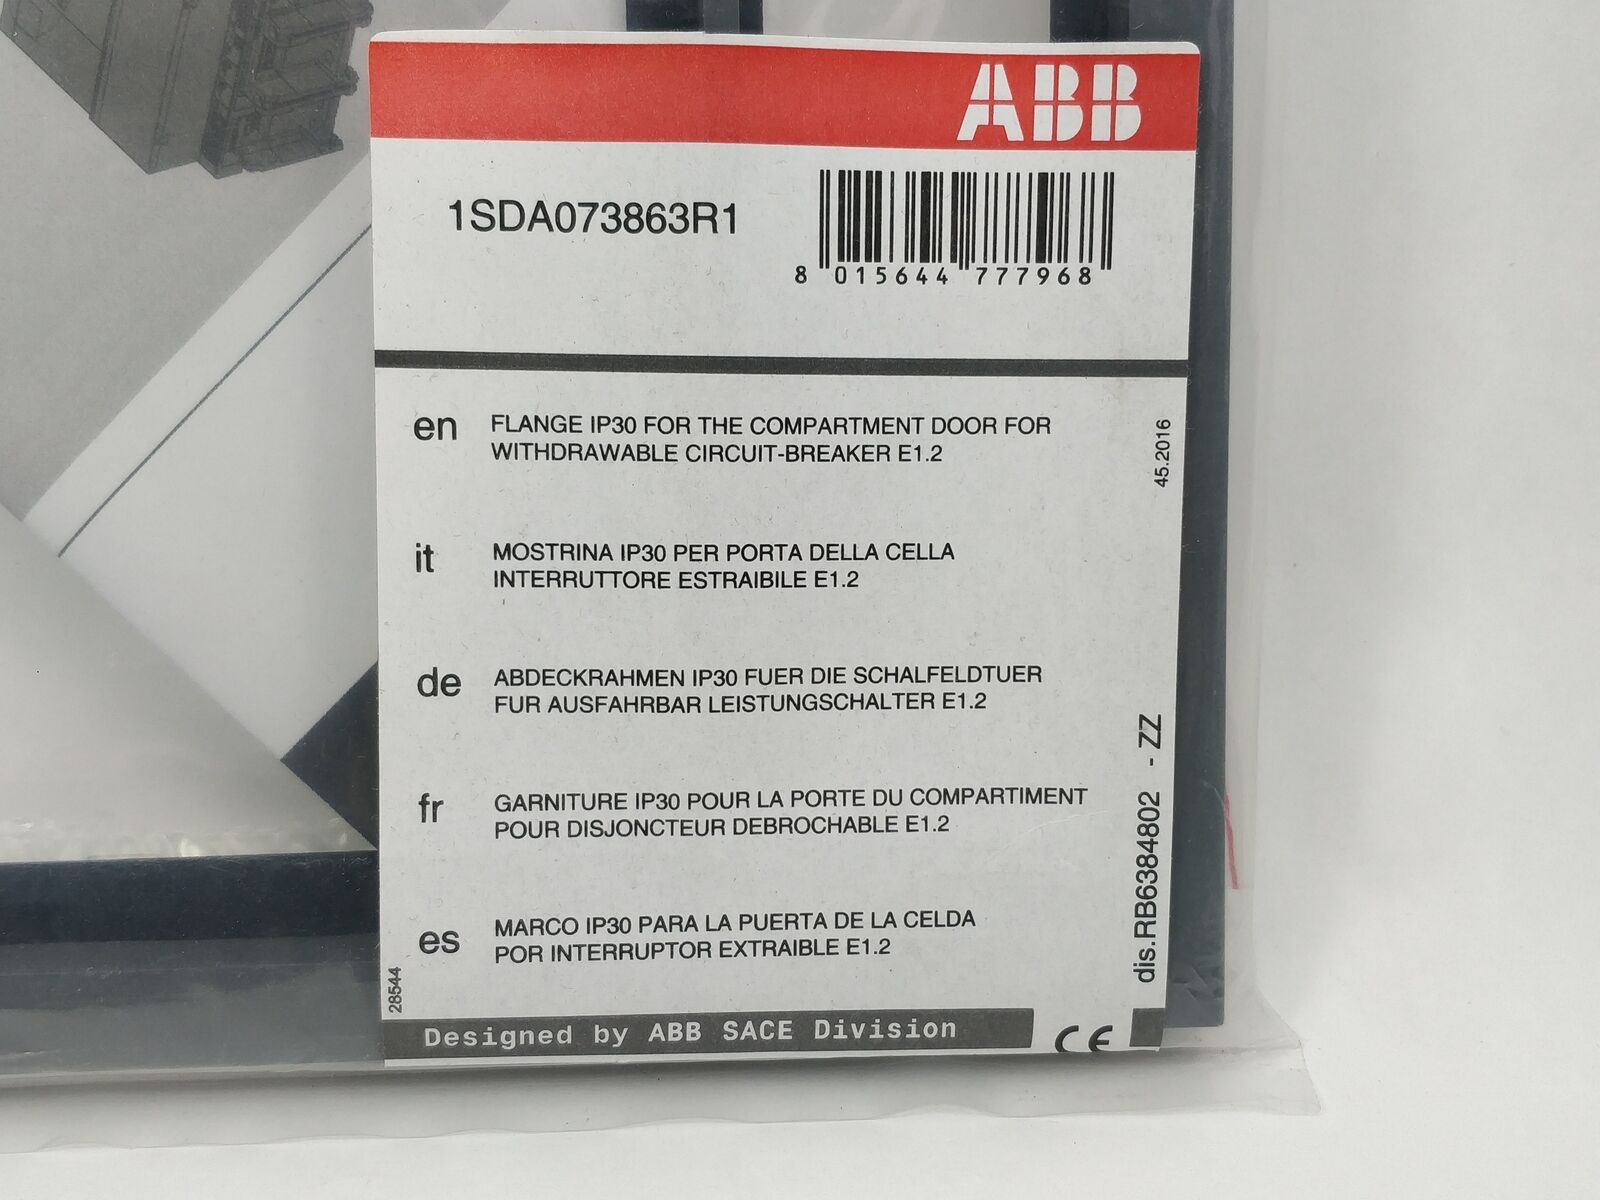 ABB
1SDA073863R1
8 015644 777968
en FLANGE IP30 FOR THE COMPARTMENT DOOR FOR
WITHDRAWABLE CIRCUIT-BREAKER E1.2
it MOSTRINA IP30 PER PORTA DELLA CELLA
INTERRUTTORE ESTRAIBILE E1.2
de ABDECKRAHMEN IP30 FUER DIE SCHALFELDTUER
FUR AUSFAHRBAR LEISTUNGSCHALTER E1.2
fr GARNITURE IP30 POUR LA PORTE DU COMPARTIMENT
POUR DISJONCTEUR DEBROCHABLE E1.2
es MARCO IP30 PARA LA PUERTA DE LA CELDA
POR INTERRUPTOR EXTRAIBLE E1.2
45.2016
dis.RB6384802 - ZZ
28544
Designed by ABB SACE Division
CE